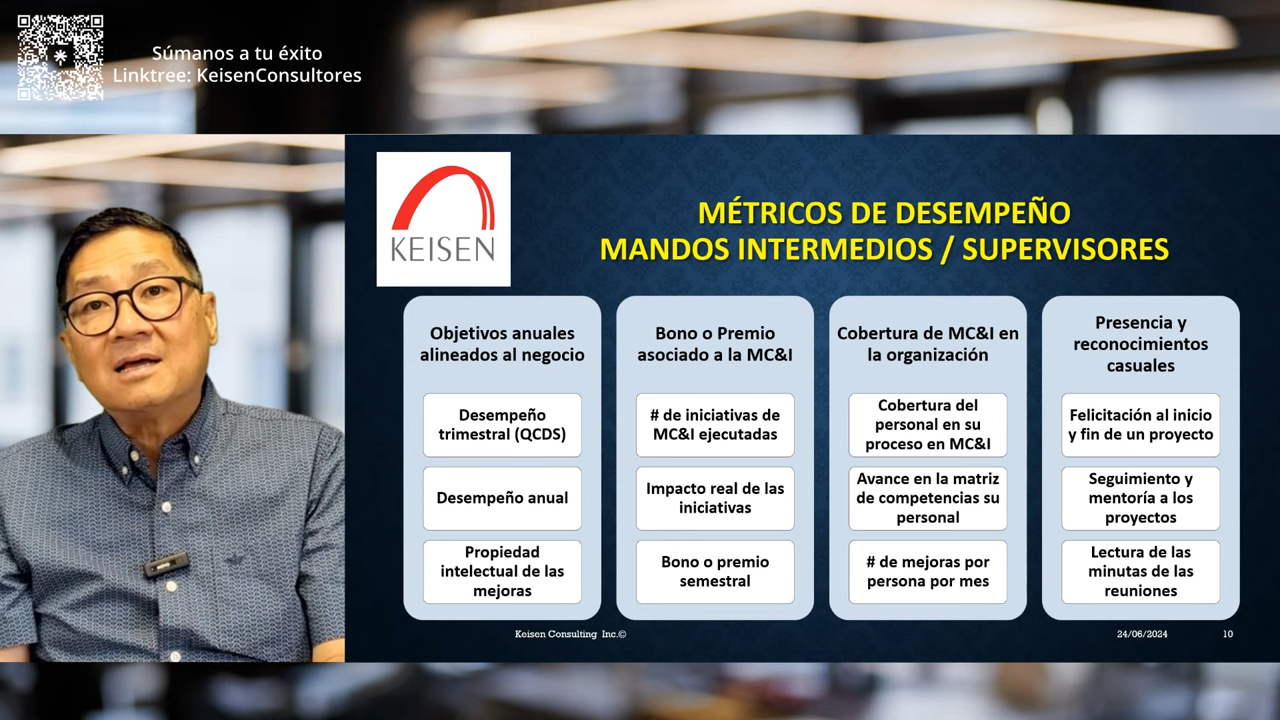 Súmanos a tu éxito
Linktree: KeisenConsultores
KEISEN
MÉTRICOS DE DESEMPEÑO
MANDOS INTERMEDIOS / SUPERVISORES
Objetivos anuales
alineados al negocio
Desempeño
trimestral (QCDS)
Desempeño anual
Propiedad
intelectual de las
mejoras
Bono o Premio
asociado a la MC&I
# de iniciativas de
MC&I ejecutadas
Impacto real de las
iniciativas
Bono o premio
semestral
Cobertura de MC&I en
la organización
Cobertura del
personal en su
proceso en MC&I
Avance en la matriz
de competencias su
personal
# de mejoras por
persona por mes
Presencia y
reconocimientos
casuales
Felicitación al inicio
y fin de un proyecto
Seguimiento y
mentoría a los
proyectos
Lectura de las
minutas de las
reuniones
Keisen Consulting Inc.©
24/06/2024
10